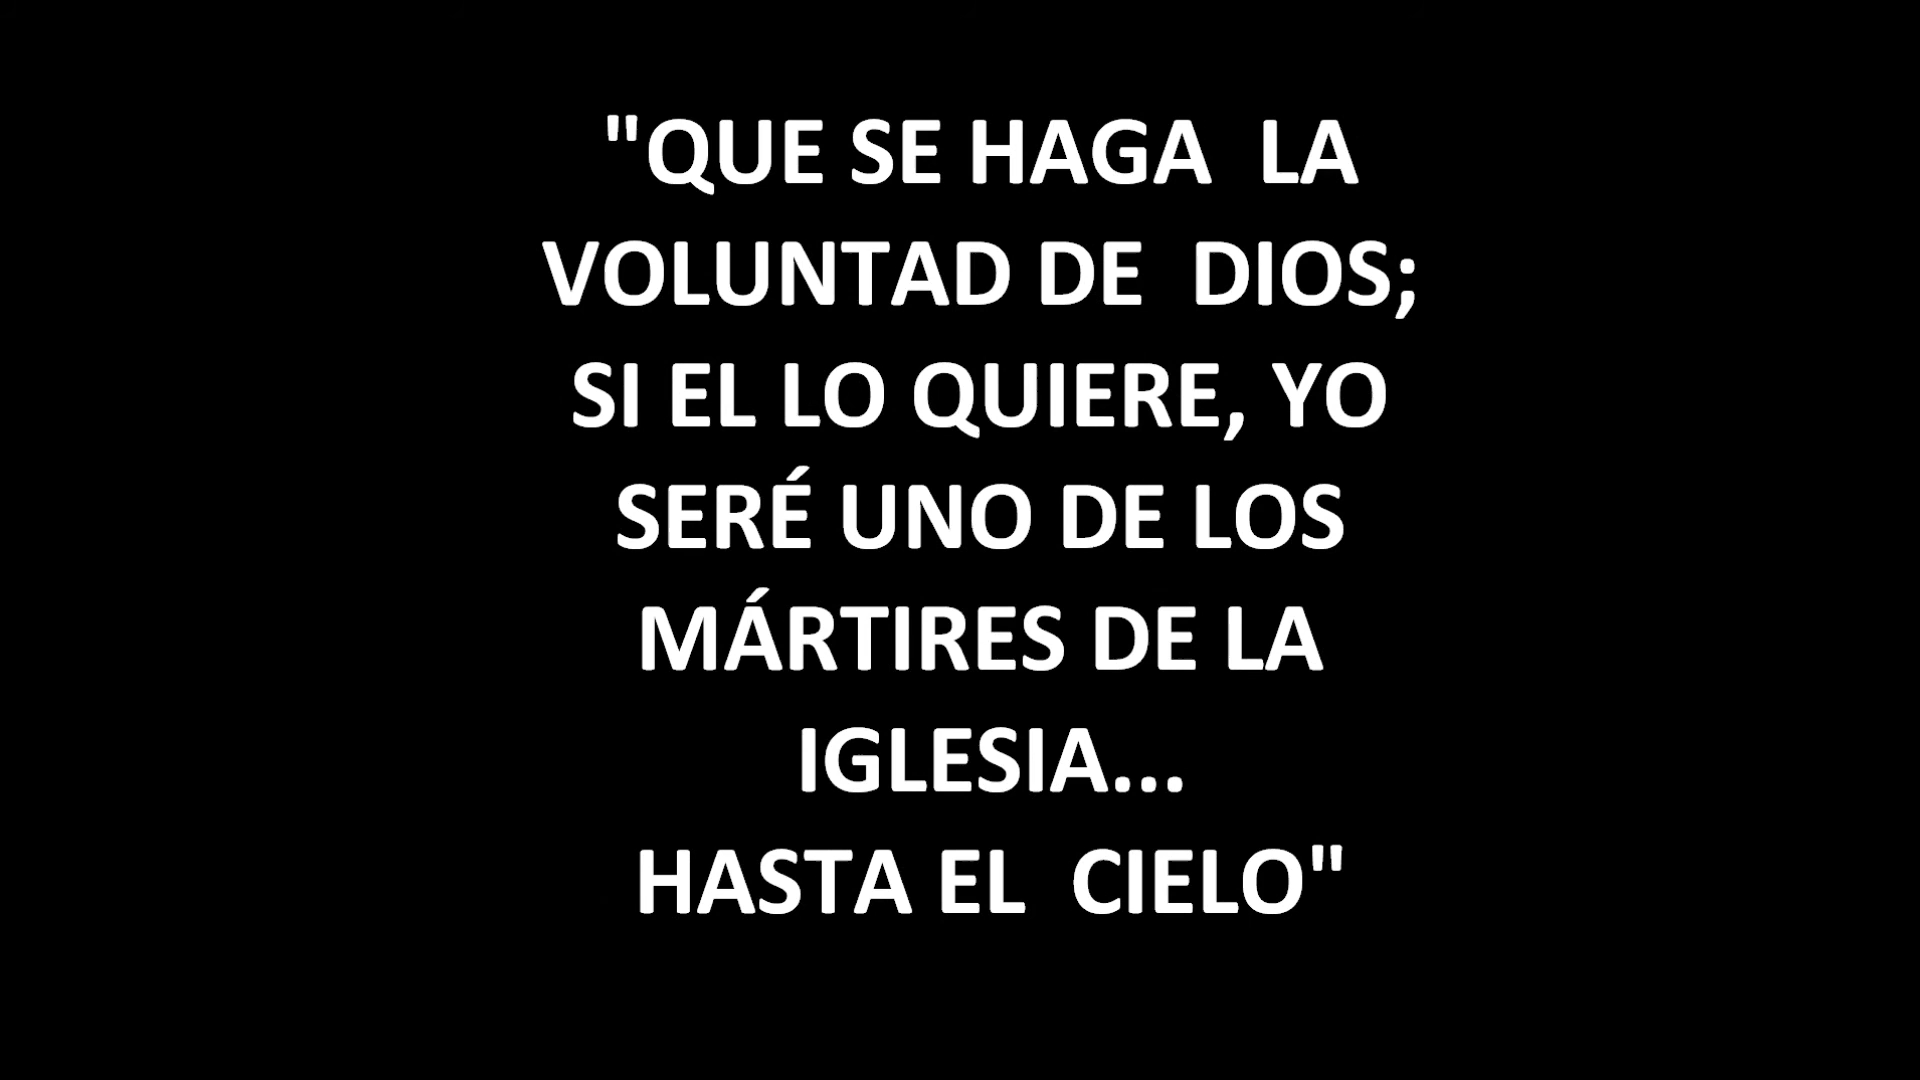 "QUE SE HAGA  LA
VOLUNTAD DE  DIOS;
SI EL LO QUIERE, YO
SERÉ UNO DE LOS
MÁRTIRES DE LA
IGLESIA...
HASTA EL  CIELO"